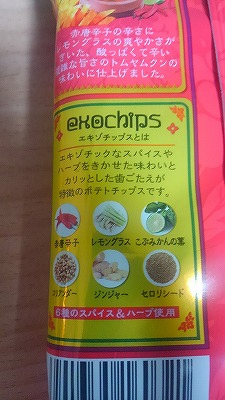 赤唐辛子の辛さに
レモングラスの爽やかさが
きいた、酸っぱくて辛い
複雑な旨さのトムヤムクンの
味わいに仕上げました。
exochips
エキゾチップスとは
エキゾチックなスパイスや
ハーブをきかせた味わいと
カリッとした歯ごたえが
特徴のポテトチップスです。
赤唐辛子 レモングラス こぶみかんの葉
コリアンダー ジンジャー セロリシード
6種のスパイス&ハーブ使用